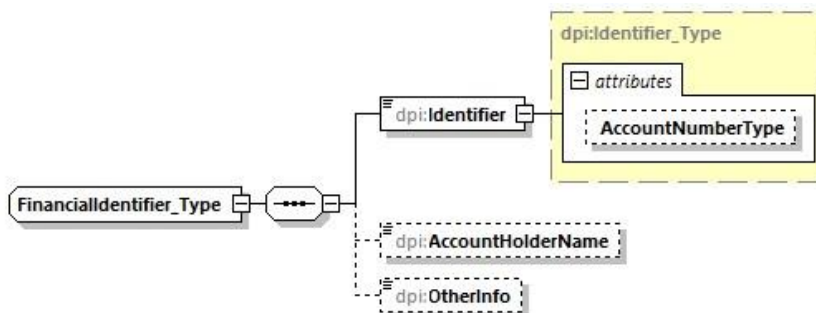 dpi:Identifier_Type
attributes
dpi:Identifier
AccountNumberType
FinancialIdentifier_Type
dpi:AccountHolderName
dpi:OtherInfo